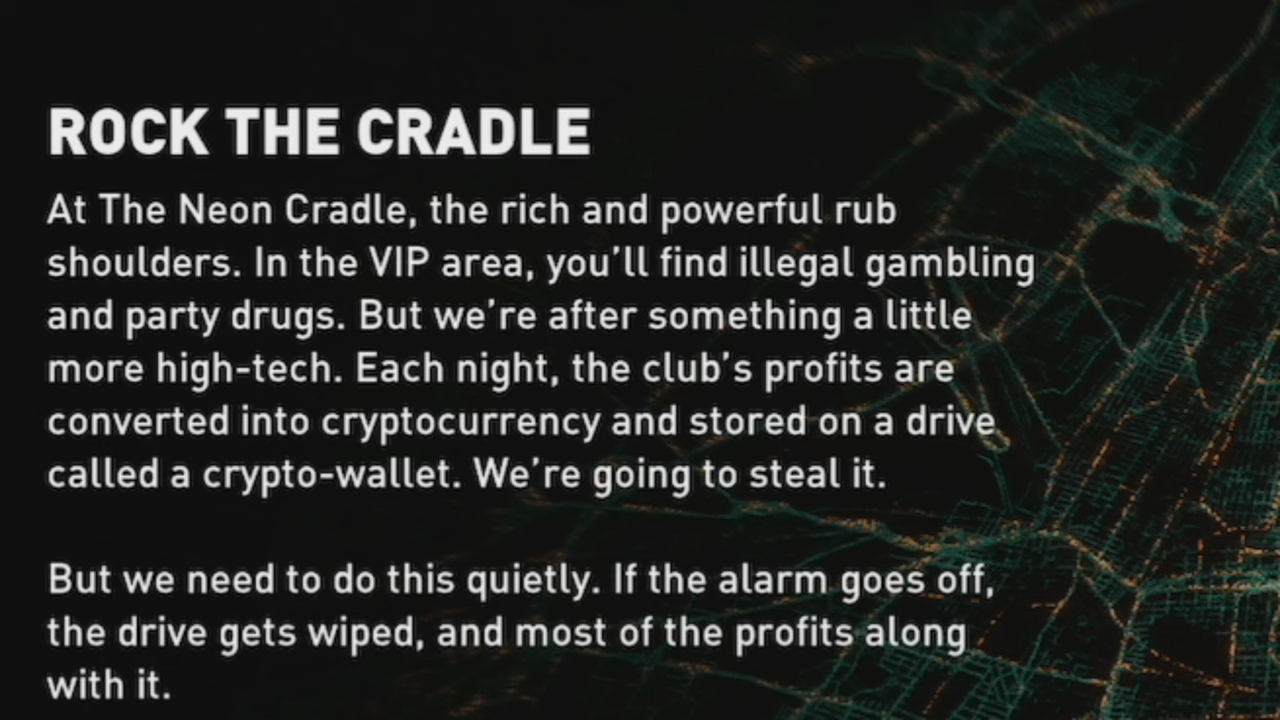 ROCK THE CRADLE
At The Neon Cradle, the rich and powerful rub
shoulders. In the VIP area, you’ll find illegal gambling
and party drugs. But we’re after something a little
more high-tech. Each night, the club’s profits are
converted into cryptocurrency and stored on a drive
called a crypto-wallet. We’re going to steal it.
But we need to do this quietly. If the alarm goes off,
the drive gets wiped, and most of the profits along
with it.